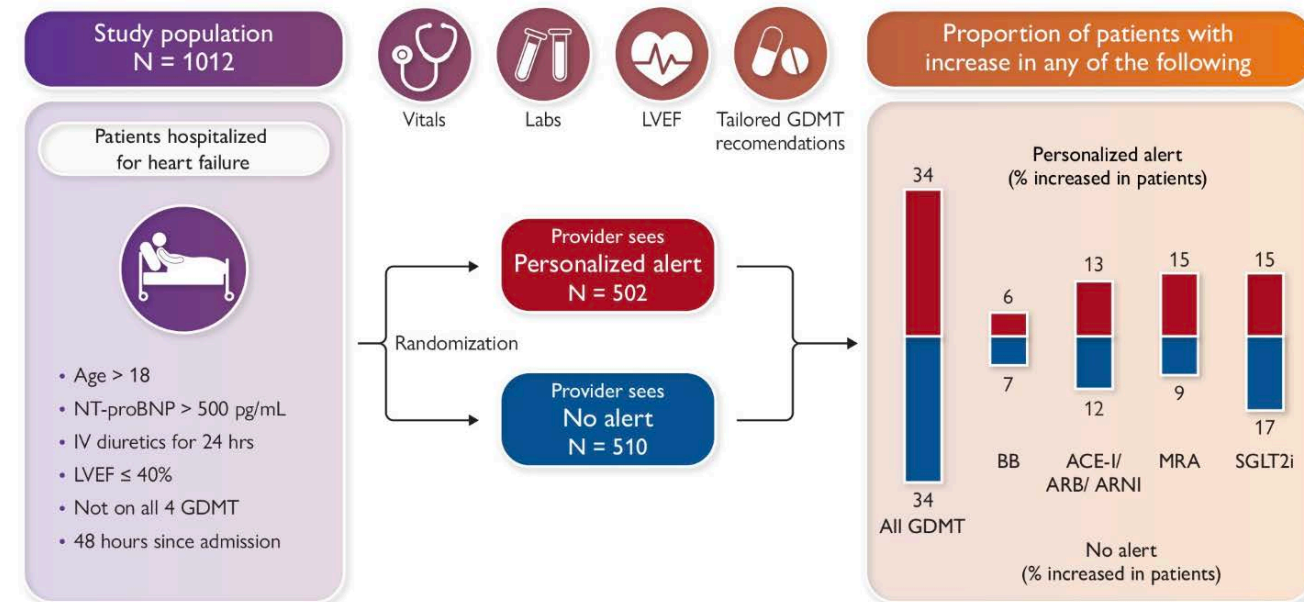 Study population
N = 1012
Patients hospitalized
for heart failure
• Age > 18
• NT-proBNP > 500 pg/mL
• IV diuretics for 24 hrs
• LVEF ≤ 40%
• Not on all 4 GDMT
• 48 hours since admission
Vitals
Labs
LVEF
Tailored GDMT
recomendations
Randomization
Provider sees
Personalized alert
N = 502
Provider sees
No alert
N = 510
Proportion of patients with
increase in any of the following
Personalized alert
(% increased in patients)
34
6
13
15
15
34
7
12
9
17
All GDMT
BB
ACE-I/
ARB/ ARNI
MRA
SGLT2i
No alert
(% increased in patients)